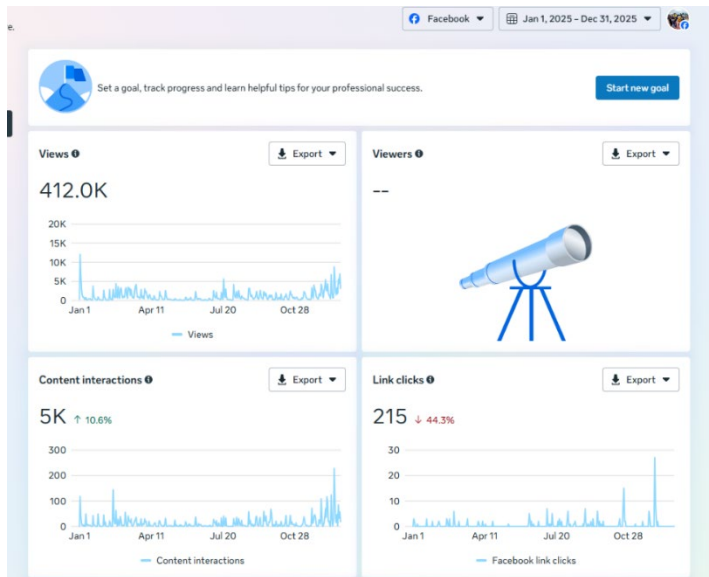 e.
Facebook
Jan 1, 2025 – Dec 31, 2025
Set a goal, track progress and learn helpful tips for your professional success.
Start new goal
Views
Export
412.0K
20K
15K
10K
5K
0
Jan 1 Apr 11 Jul 20 Oct 28
Views
Viewers
Export
--
Content interactions
Export
5K ↑ 10.6%
300
200
100
0
Jan 1 Apr 11 Jul 20 Oct 28
Content interactions
Link clicks
Export
215 ↓ 44.3%
30
20
10
0
Jan 1 Apr 11 Jul 20 Oct 28
Facebook link clicks